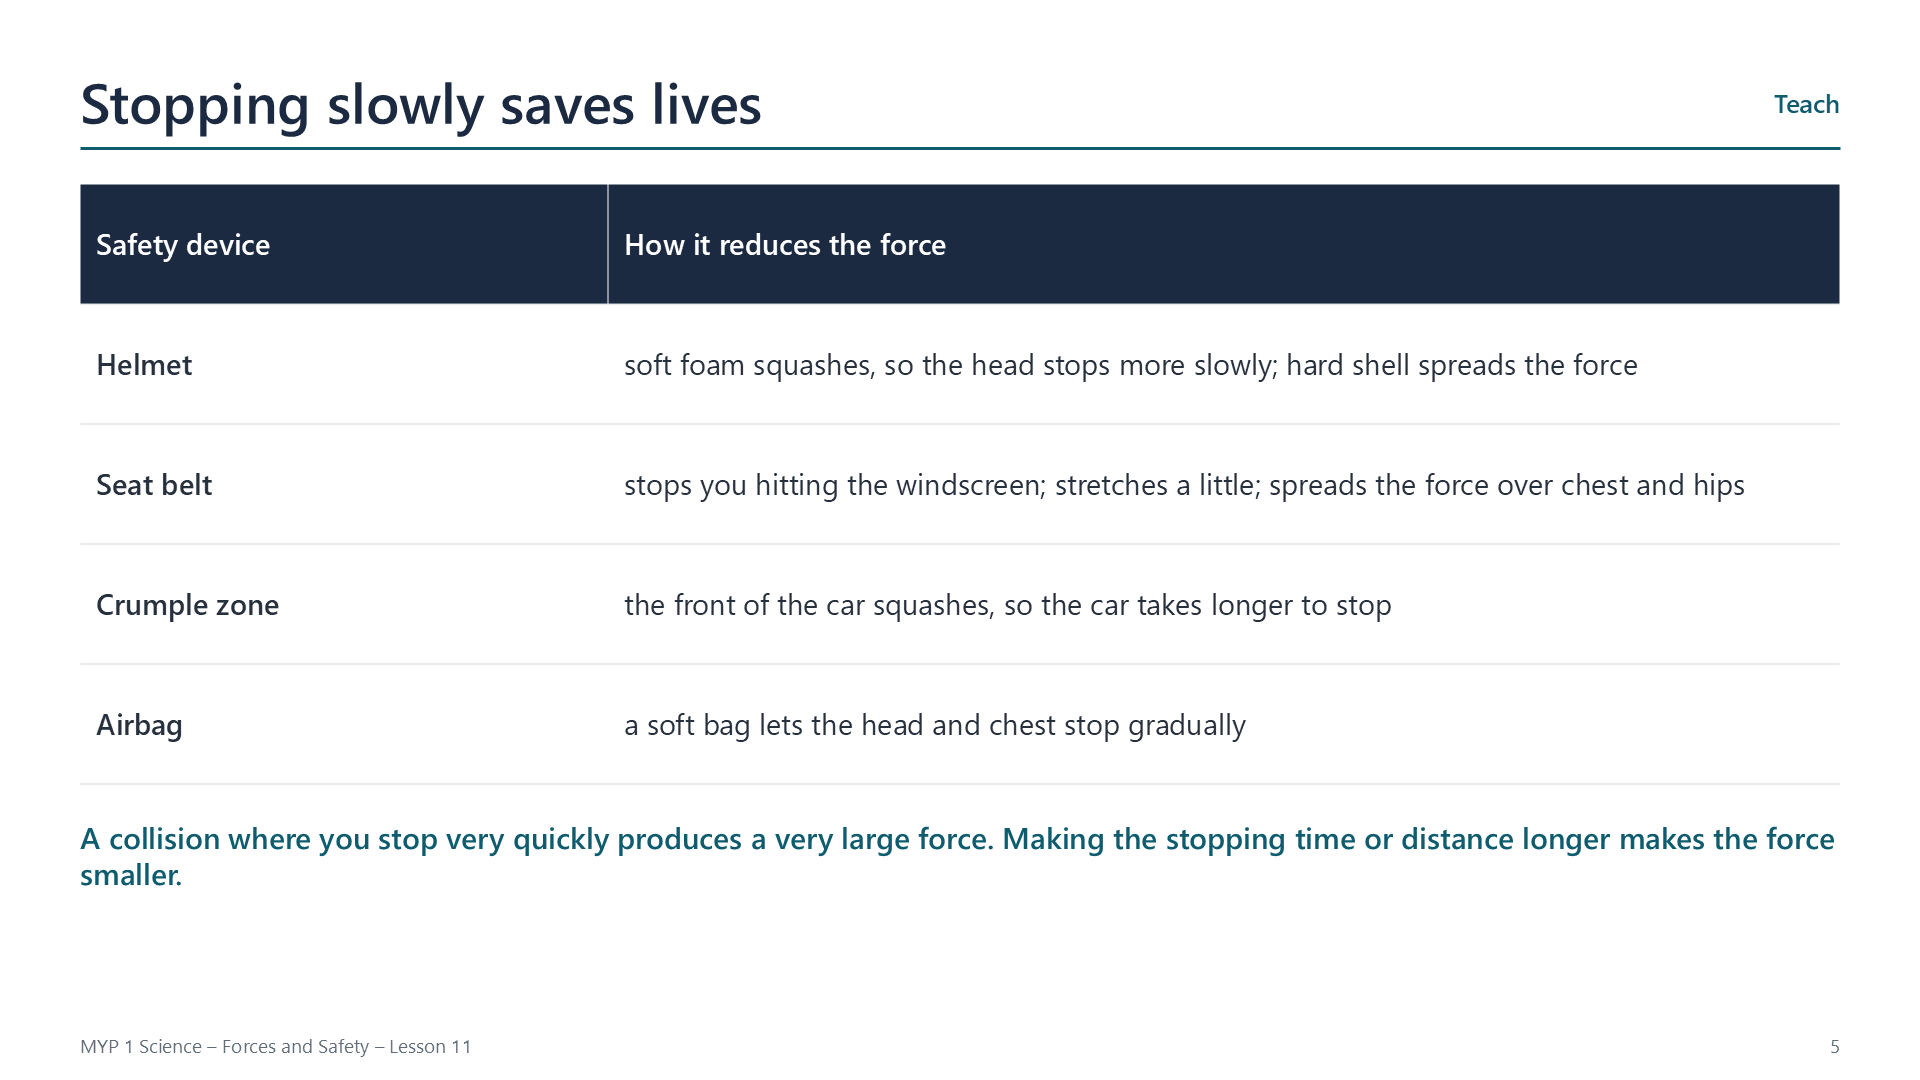 Stopping slowly saves lives
Teach
Safety device
How it reduces the force
Helmet
soft foam squashes, so the head stops more slowly; hard shell spreads the force
Seat belt
stops you hitting the windscreen; stretches a little; spreads the force over chest and hips
Crumple zone
the front of the car squashes, so the car takes longer to stop
Airbag
a soft bag lets the head and chest stop gradually
A collision where you stop very quickly produces a very large force. Making the stopping time or distance longer makes the force
smaller.
MYP 1 Science – Forces and Safety – Lesson 11
5